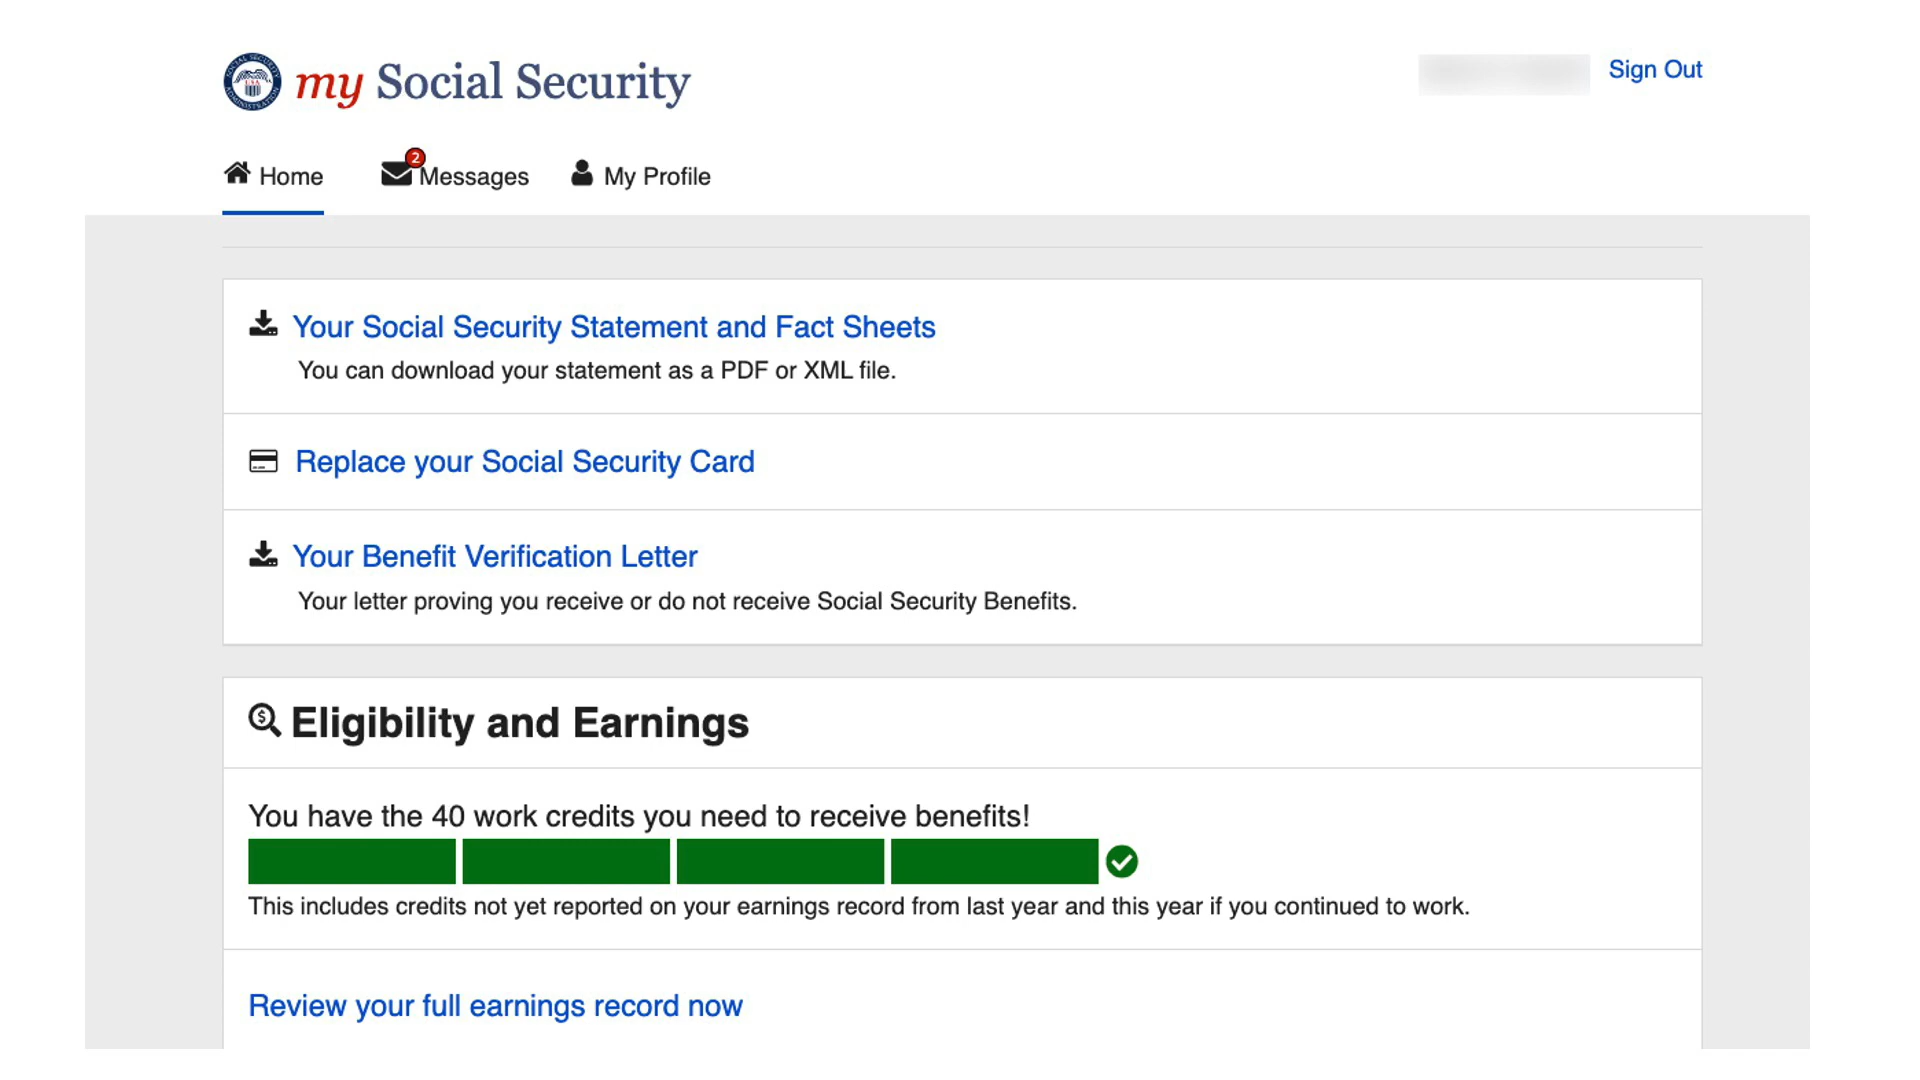 my Social Security
Sign Out
Home
2
Messages
My Profile
Your Social Security Statement and Fact Sheets
You can download your statement as a PDF or XML file.
Replace your Social Security Card
Your Benefit Verification Letter
Your letter proving you receive or do not receive Social Security Benefits.
Eligibility and Earnings
You have the 40 work credits you need to receive benefits!
This includes credits not yet reported on your earnings record from last year and this year if you continued to work.
Review your full earnings record now